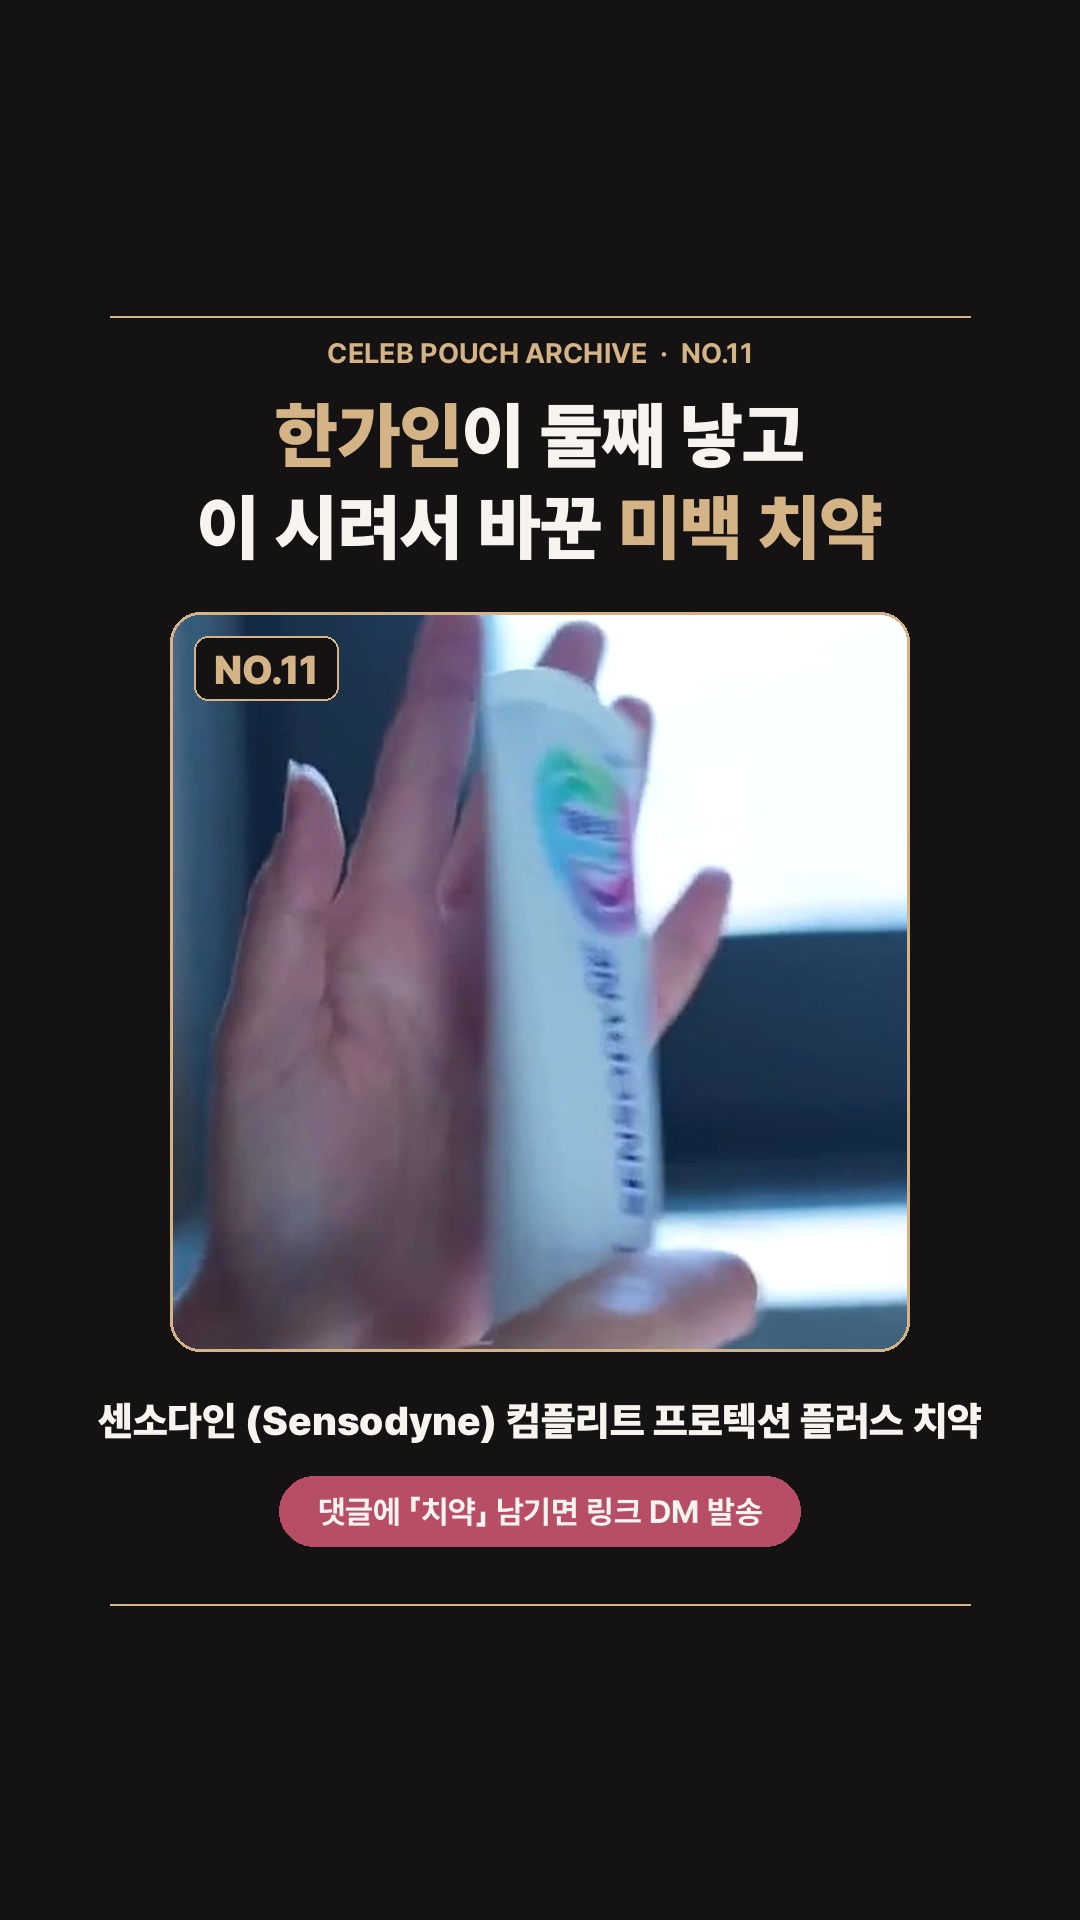 CELEB POUCH ARCHIVE · NO.11
한가인이 둘째 낳고
이 시려서 바꾼 미백 치약
NO.11
SENSODYNE
센소다인 (Sensodyne) 컴플리트 프로텍션 플러스 치약
댓글에 「치약」 남기면 링크 DM 발송